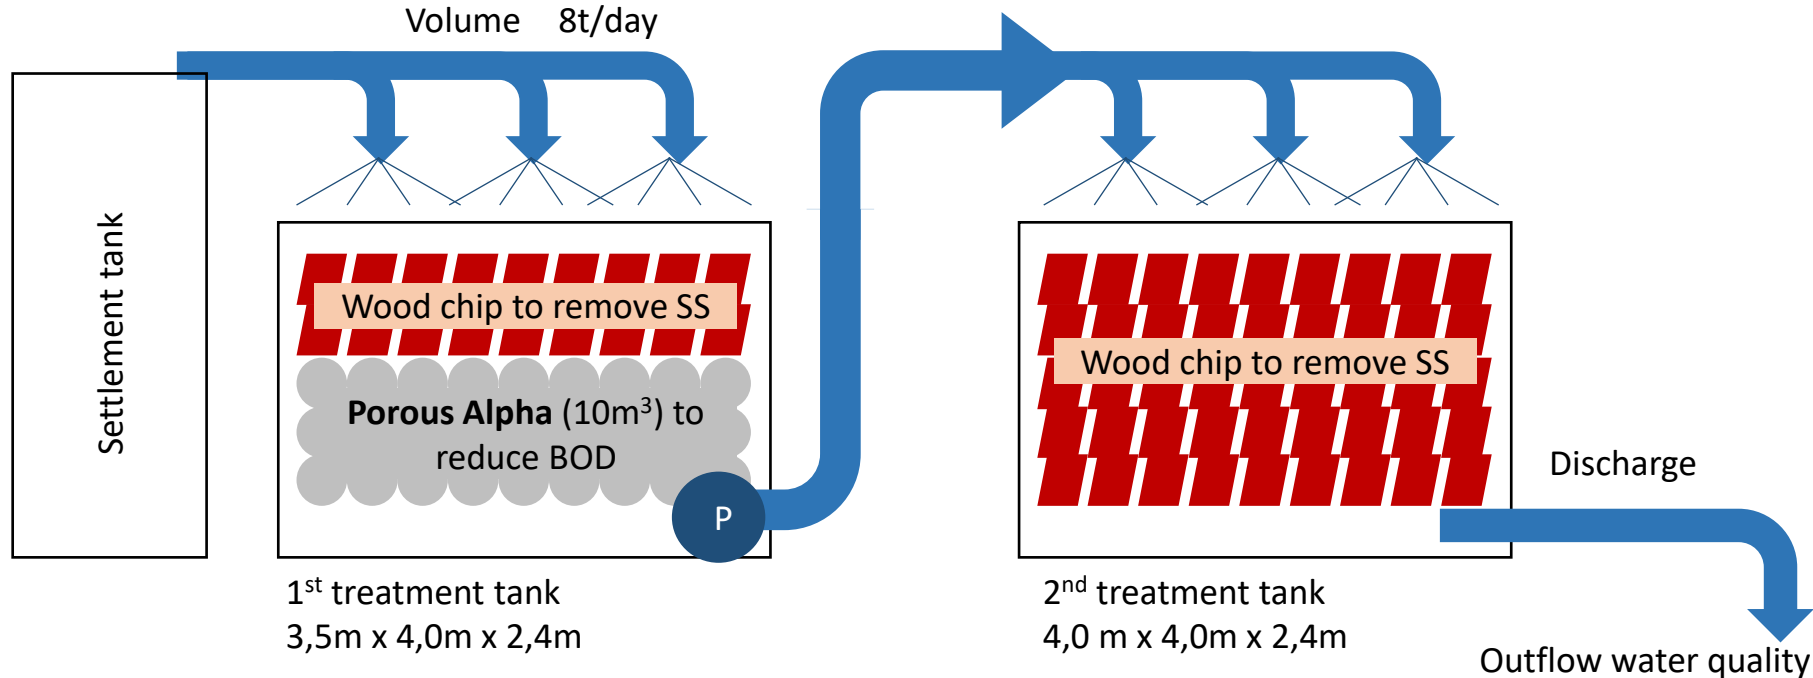 Volume 8t/day
Settlement tank
Wood chip to remove SS
Porous Alpha (10m³) to
reduce BOD
P
1st treatment tank
3,5m x 4,0m x 2,4m
Wood chip to remove SS
2nd treatment tank
4,0 m x 4,0m x 2,4m
Discharge
Outflow water quality